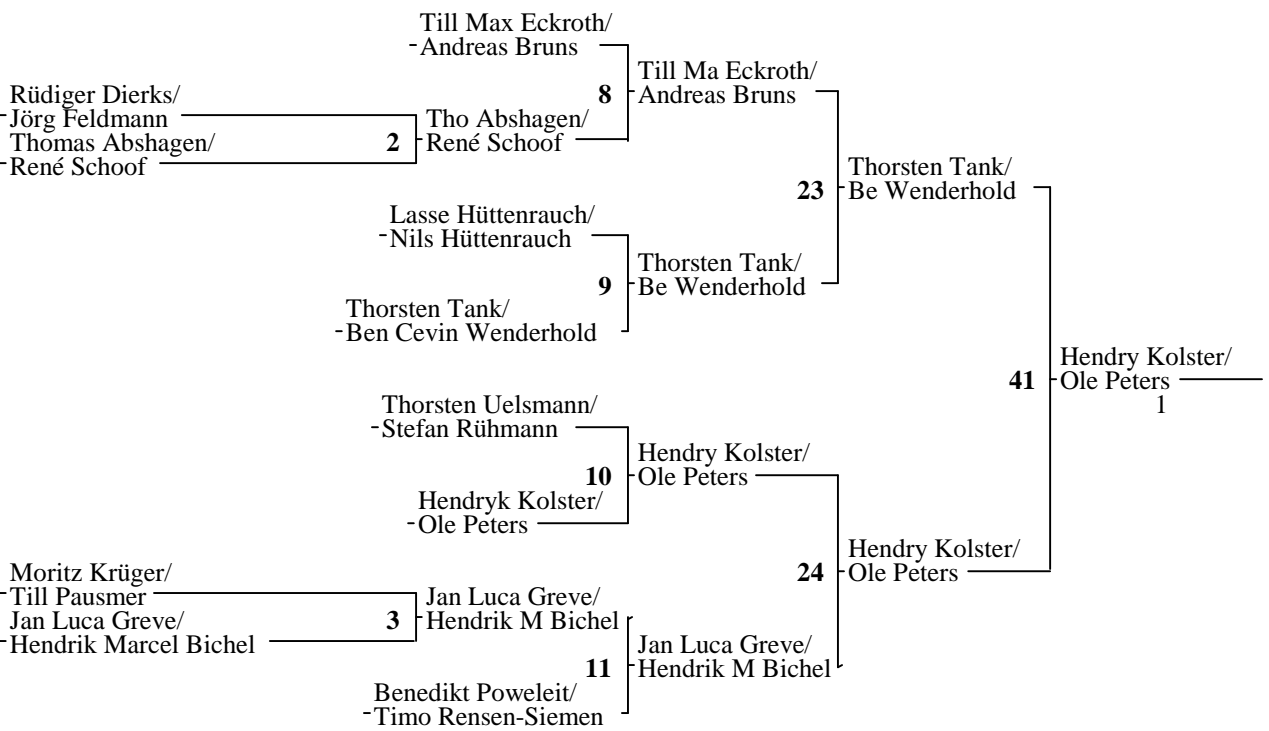 Till Max Eckroth/
-Andreas Bruns
Till Ma Eckroth/
8 -Andreas Bruns
Rüdiger Dierks/
-Jörg Feldmann
Tho Abshagen/
2 -René Schoof
Thomas Abshagen/
-René Schoof
Thorsten Tank/
23 -Be Wenderhold
Lasse Hüttenrauch/
-Nils Hüttenrauch
Thorsten Tank/
9 -Be Wenderhold
Thorsten Tank/
-Ben Cevin Wenderhold
Hendry Kolster/
41 -Ole Peters
1
Thorsten Uelsmann/
-Stefan Rühmann
Hendry Kolster/
10 -Ole Peters
Hendryk Kolster/
-Ole Peters
Hendry Kolster/
24 -Ole Peters
Moritz Krüger/
-Till Pausmer
Jan Luca Greve/
3 -Hendrik M Bichel
Jan Luca Greve/
-Hendrik Marcel Bichel
Jan Luca Greve/
11 -Hendrik M Bichel
Benedikt Poweleit/
-Timo Rensen-Siemen